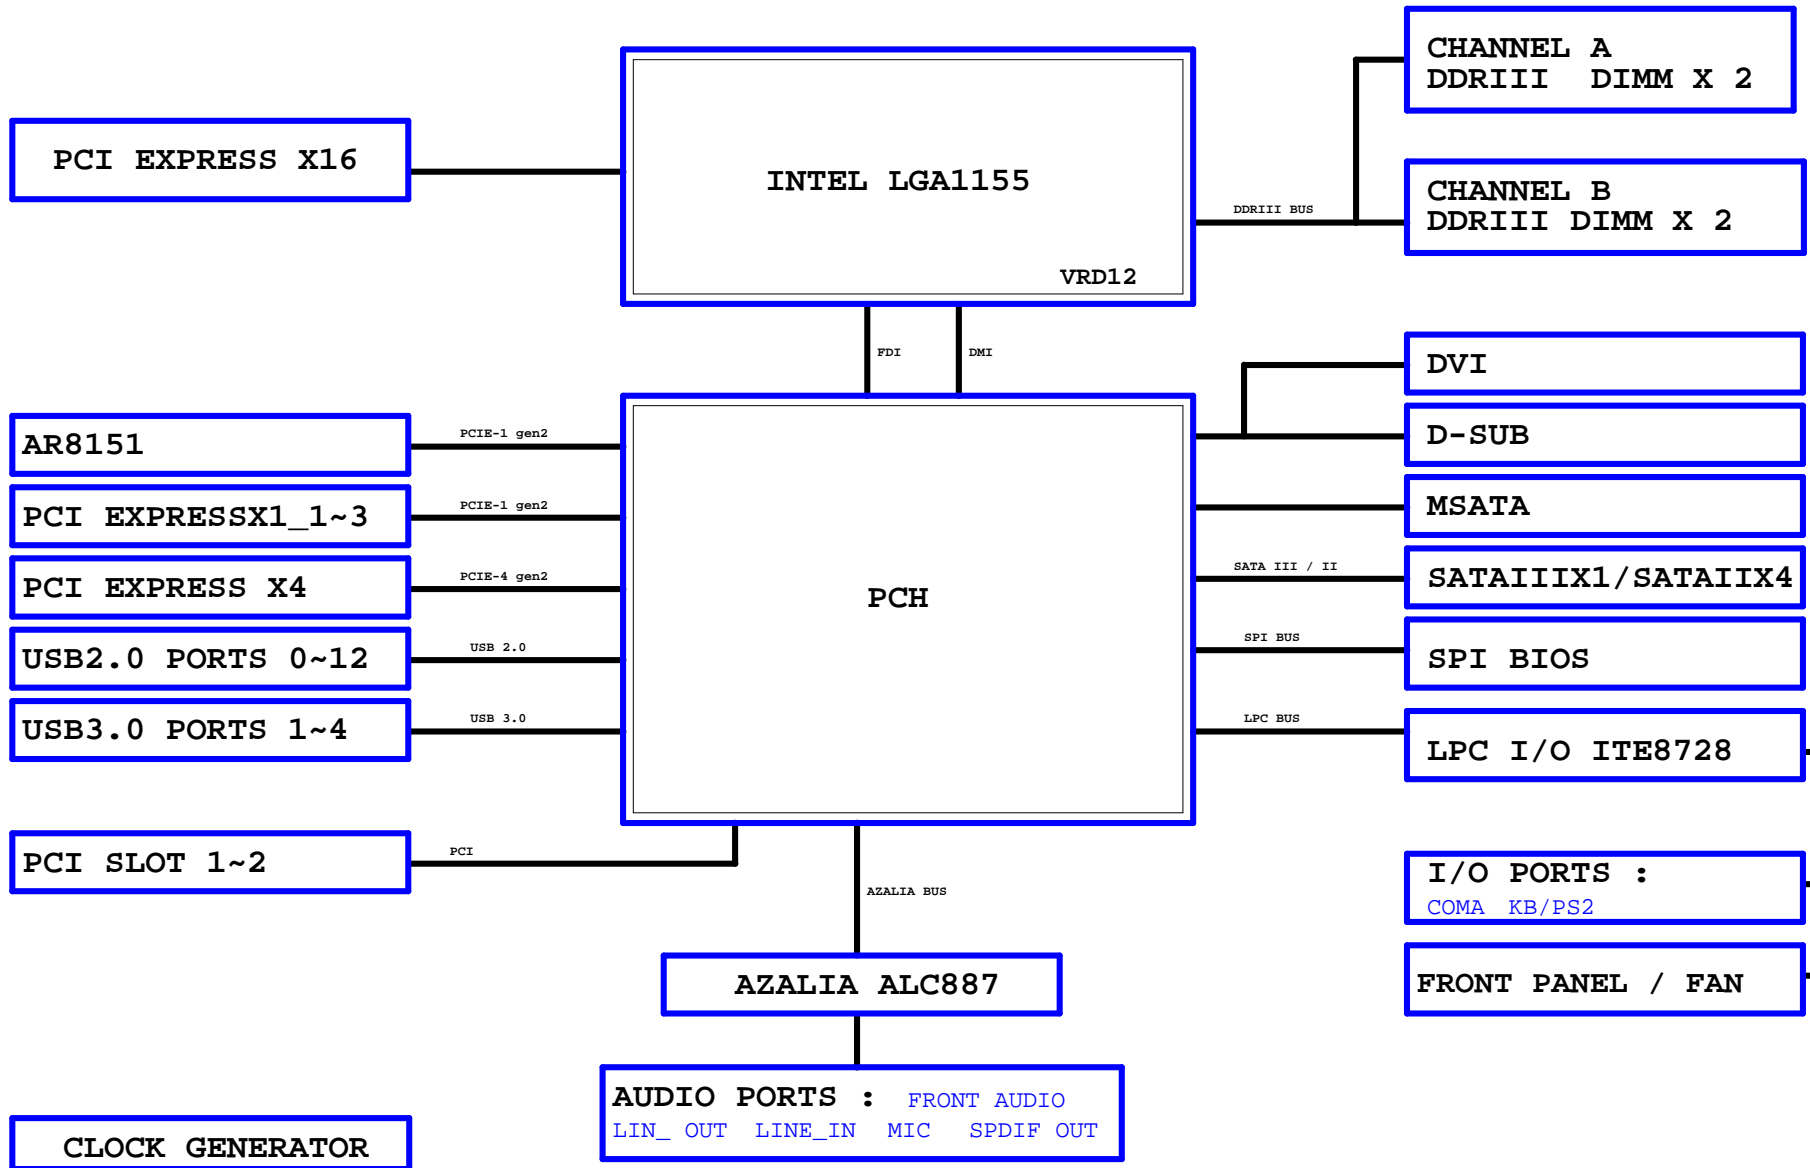 CHANNEL A
DDRIII DIMM X 2
PCI EXPRESS X16
INTEL LGA1155
VRD12
DDRIII BUS
CHANNEL B
DDRIII DIMM X 2
FDI
DMI
DVI
AR8151
PCIE-1 gen2
D-SUB
PCI EXPRESSX1_1~3
PCIE-1 gen2
MSATA
PCI EXPRESS X4
PCIE-4 gen2
PCH
SATA III / II
SATAIIIX1/SATAIIX4
USB2.0 PORTS 0~12
USB 2.0
SPI BUS
SPI BIOS
USB3.0 PORTS 1~4
USB 3.0
LPC BUS
LPC I/O ITE8728
PCI SLOT 1~2
PCI
AZALIA BUS
I/O PORTS :
COMA KB/PS2
AZALIA ALC887
FRONT PANEL / FAN
AUDIO PORTS : FRONT AUDIO
LIN_ OUT LINE_IN MIC SPDIF OUT
CLOCK GENERATOR